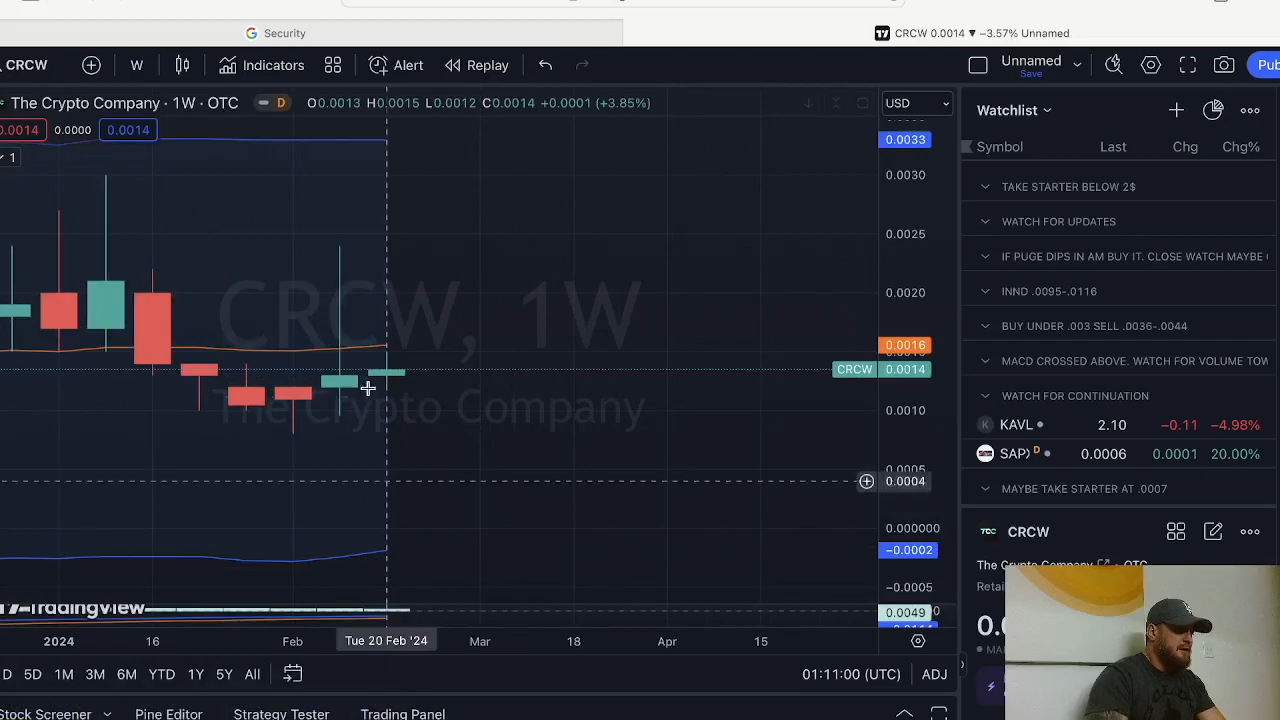 Security
CRCW 0.0014 ▼ −3.57% Unnamed
CRCW
W
Indicators
Alert
Replay
Unnamed
Save
The Crypto Company · 1W · OTC
D
O0.0013 H0.0015 L0.0012 C0.0014 +0.0001 (+3.85%)
0.0014
0.0000
0.0014
1
USD
0.0033
0.0030
0.0025
0.0020
0.0016
CRCW
0.0014
0.0010
0.0005
0.0004
0.000000
−0.0002
−0.0005
0.0049
CRCW, 1W
The Crypto Company
TradingView
2024
16
Feb
Tue 20 Feb '24
Mar
18
Apr
15
D
5D
1M
3M
6M
YTD
1Y
5Y
All
01:11:00 (UTC)
ADJ
Stock Screener
Pine Editor
Strategy Tester
Trading Panel
Watchlist
Symbol
Last
Chg
Chg%
TAKE STARTER BELOW 2$
WATCH FOR UPDATES
IF PUGE DIPS IN AM BUY IT. CLOSE WATCH MAYBE
INND .0095-.0116
BUY UNDER .003 SELL .0036-.0044
MACD CROSSED ABOVE. WATCH FOR VOLUME TOW
WATCH FOR CONTINUATION
K KAVL 2.10 −0.11 −4.98%
SAPX D 0.0006 0.0001 20.00%
MAYBE TAKE STARTER AT .0007
TCC CRCW
The Crypto Company OTC